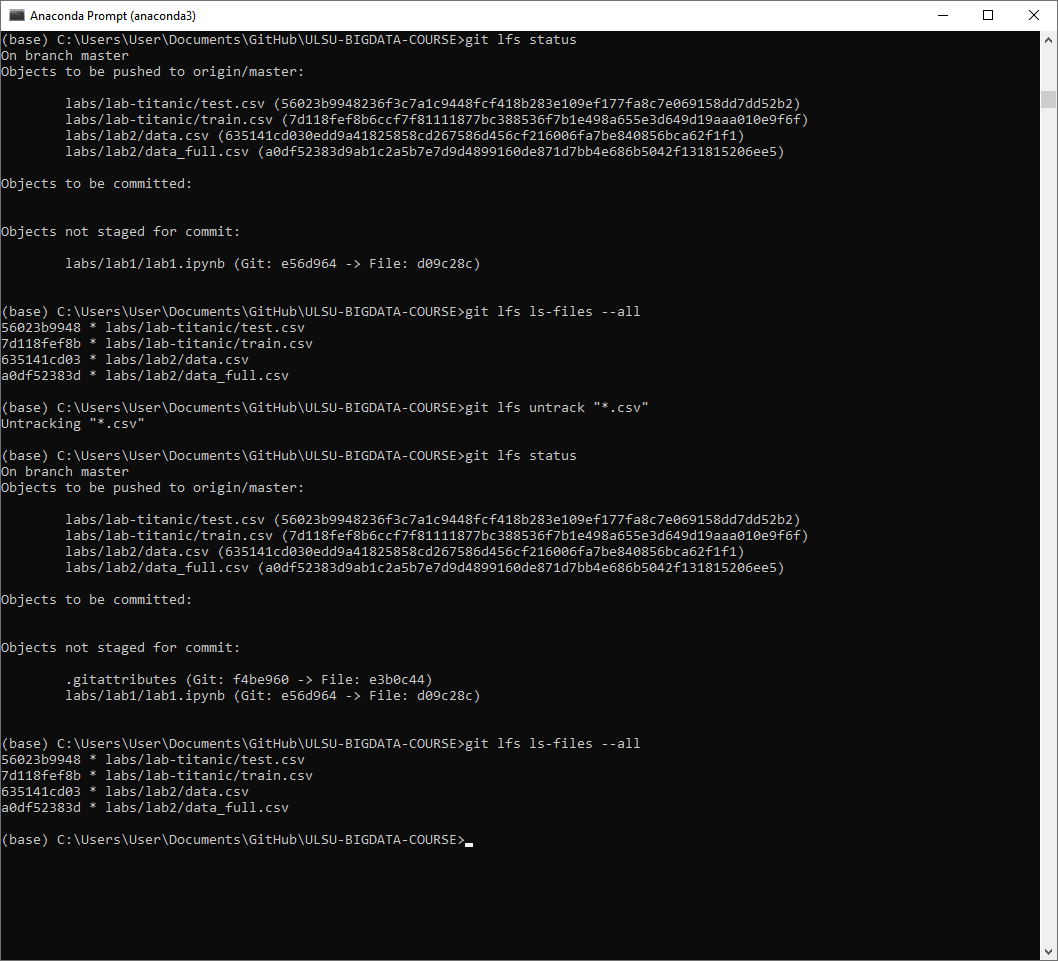 Anaconda Prompt (anaconda3)
(base) C:\Users\User\Documents\GitHub\ULSU-BIGDATA-COURSE>git lfs status
On branch master
Objects to be pushed to origin/master:
labs/lab-titanic/test.csv (56023b9948236f3c7a1c9448fcf418b283e109ef177fa8c7e069158dd7dd52b2)
labs/lab-titanic/train.csv (7d118fef8b6ccf7f81111877bc388536f7b1e498a655e3d649d19aaa010e9f6f)
labs/lab2/data.csv (635141cd030edd9a41825858cd267586d456cf216006fa7be840856bca62f1f1)
labs/lab2/data_full.csv (a0df52383d9ab1c2a5b7e7d9d4899160de871d7bb4e686b5042f131815206ee5)
Objects to be committed:
Objects not staged for commit:
labs/lab1/lab1.ipynb (Git: e56d964 -> File: d09c28c)
(base) C:\Users\User\Documents\GitHub\ULSU-BIGDATA-COURSE>git lfs ls-files --all
56023b9948 * labs/lab-titanic/test.csv
7d118fef8b * labs/lab-titanic/train.csv
635141cd03 * labs/lab2/data.csv
a0df52383d * labs/lab2/data_full.csv
(base) C:\Users\User\Documents\GitHub\ULSU-BIGDATA-COURSE>git lfs untrack "*.csv"
Untracking "*.csv"
(base) C:\Users\User\Documents\GitHub\ULSU-BIGDATA-COURSE>git lfs status
On branch master
Objects to be pushed to origin/master:
labs/lab-titanic/test.csv (56023b9948236f3c7a1c9448fcf418b283e109ef177fa8c7e069158dd7dd52b2)
labs/lab-titanic/train.csv (7d118fef8b6ccf7f81111877bc388536f7b1e498a655e3d649d19aaa010e9f6f)
labs/lab2/data.csv (635141cd030edd9a41825858cd267586d456cf216006fa7be840856bca62f1f1)
labs/lab2/data_full.csv (a0df52383d9ab1c2a5b7e7d9d4899160de871d7bb4e686b5042f131815206ee5)
Objects to be committed:
Objects not staged for commit:
.gitattributes (Git: f4be960 -> File: e3b0c44)
labs/lab1/lab1.ipynb (Git: e56d964 -> File: d09c28c)
(base) C:\Users\User\Documents\GitHub\ULSU-BIGDATA-COURSE>git lfs ls-files --all
56023b9948 * labs/lab-titanic/test.csv
7d118fef8b * labs/lab-titanic/train.csv
635141cd03 * labs/lab2/data.csv
a0df52383d * labs/lab2/data_full.csv
(base) C:\Users\User\Documents\GitHub\ULSU-BIGDATA-COURSE>